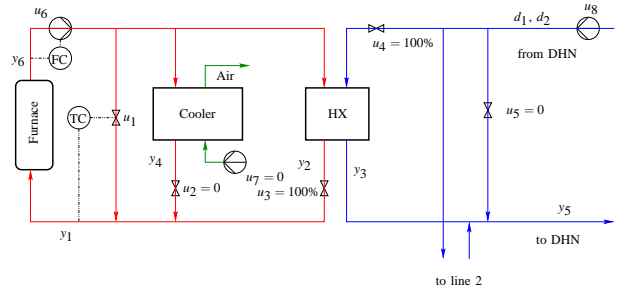 u6
u8
d1, d2
y6
FC
u4 = 100%
from DHN
Air
Furnace
TC
u1
Cooler
HX
u5 = 0
y4
y2
y3
u7 = 0
u2 = 0
u3 = 100%
y5
y1
to DHN
to line 2